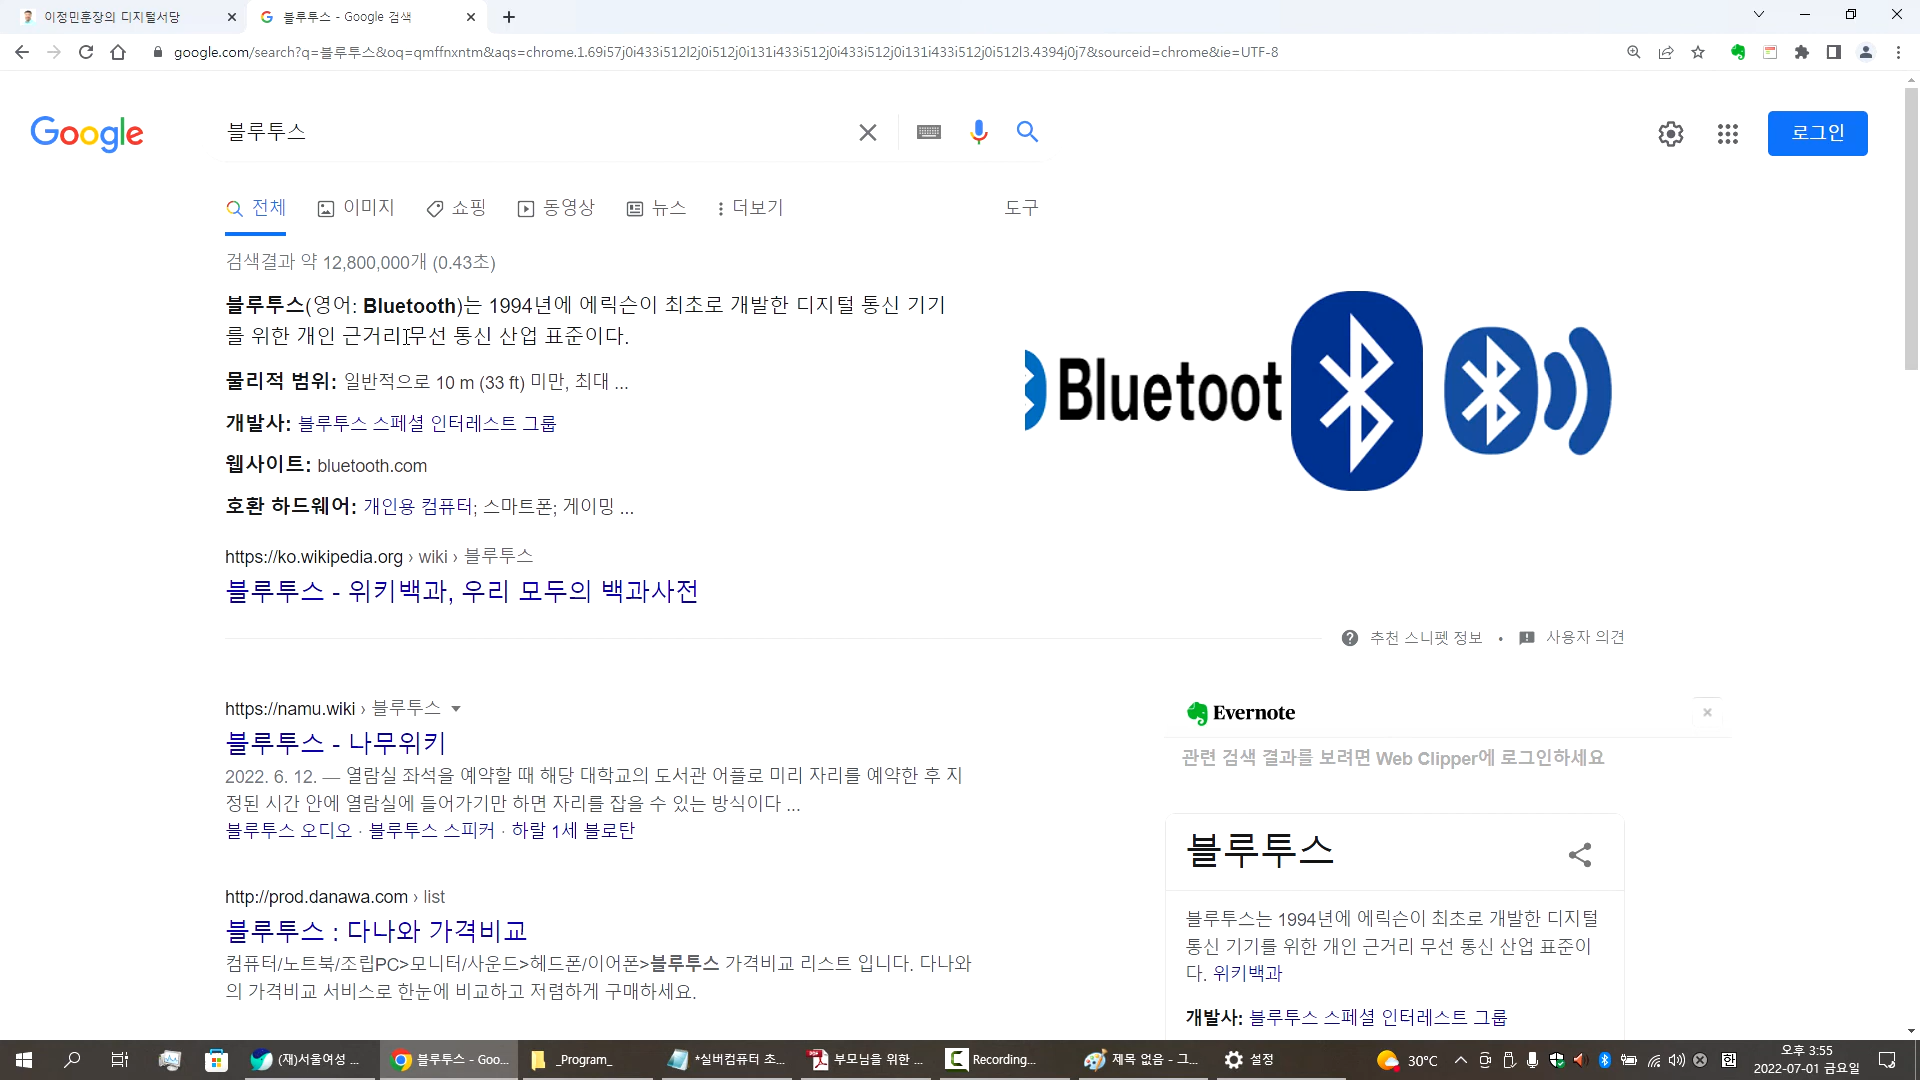 이정민훈장의 디지털서당
블루투스 - Google 검색
google.com/search?q=블루투스&oq=qmffnxntm&aqs=chrome.1.69i57j0i433i512l2j0i512j0i131i433i512j0i433i512j0i131i433i512j0i512l3.4394j0j7&sourceid=chrome&ie=UTF-8
Google
블루투스
로그인
전체
이미지
쇼핑
동영상
뉴스
더보기
도구
검색결과 약 12,800,000개 (0.43초)
블루투스(영어: Bluetooth)는 1994년에 에릭슨이 최초로 개발한 디지털 통신 기기
를 위한 개인 근거리 무선 통신 산업 표준이다.
물리적 범위: 일반적으로 10 m (33 ft) 미만, 최대 ...
개발사: 블루투스 스페셜 인터레스트 그룹
웹사이트: bluetooth.com
호환 하드웨어: 개인용 컴퓨터; 스마트폰; 게이밍 ...
Bluetoot
https://ko.wikipedia.org › wiki › 블루투스
블루투스 - 위키백과, 우리 모두의 백과사전
추천 스니펫 정보 • 사용자 의견
https://namu.wiki › 블루투스
블루투스 - 나무위키
2022. 6. 12. — 열람실 좌석을 예약할 때 해당 대학교의 도서관 어플로 미리 자리를 예약한 후 지
정된 시간 안에 열람실에 들어가기만 하면 자리를 잡을 수 있는 방식이다 ...
블루투스 오디오 · 블루투스 스피커 · 하랄 1세 블로탄
http://prod.danawa.com › list
블루투스 : 다나와 가격비교
컴퓨터/노트북/조립PC>모니터/사운드>헤드폰/이어폰>블루투스 가격비교 리스트 입니다. 다나와
의 가격비교 서비스로 한눈에 비교하고 저렴하게 구매하세요.
Evernote
관련 검색 결과를 보려면 Web Clipper에 로그인하세요
블루투스
블루투스는 1994년에 에릭슨이 최초로 개발한 디지털
통신 기기를 위한 개인 근거리 무선 통신 산업 표준이
다. 위키백과
개발사: 블루투스 스페셜 인터레스트 그룹
(재)서울여성 ...
블루투스 - Goo...
_Program_
*실버컴퓨터 초...
부모님을 위한 ...
Recording...
제목 없음 - 그...
설정
30°C
한
오후 3:55
2022-07-01 금요일